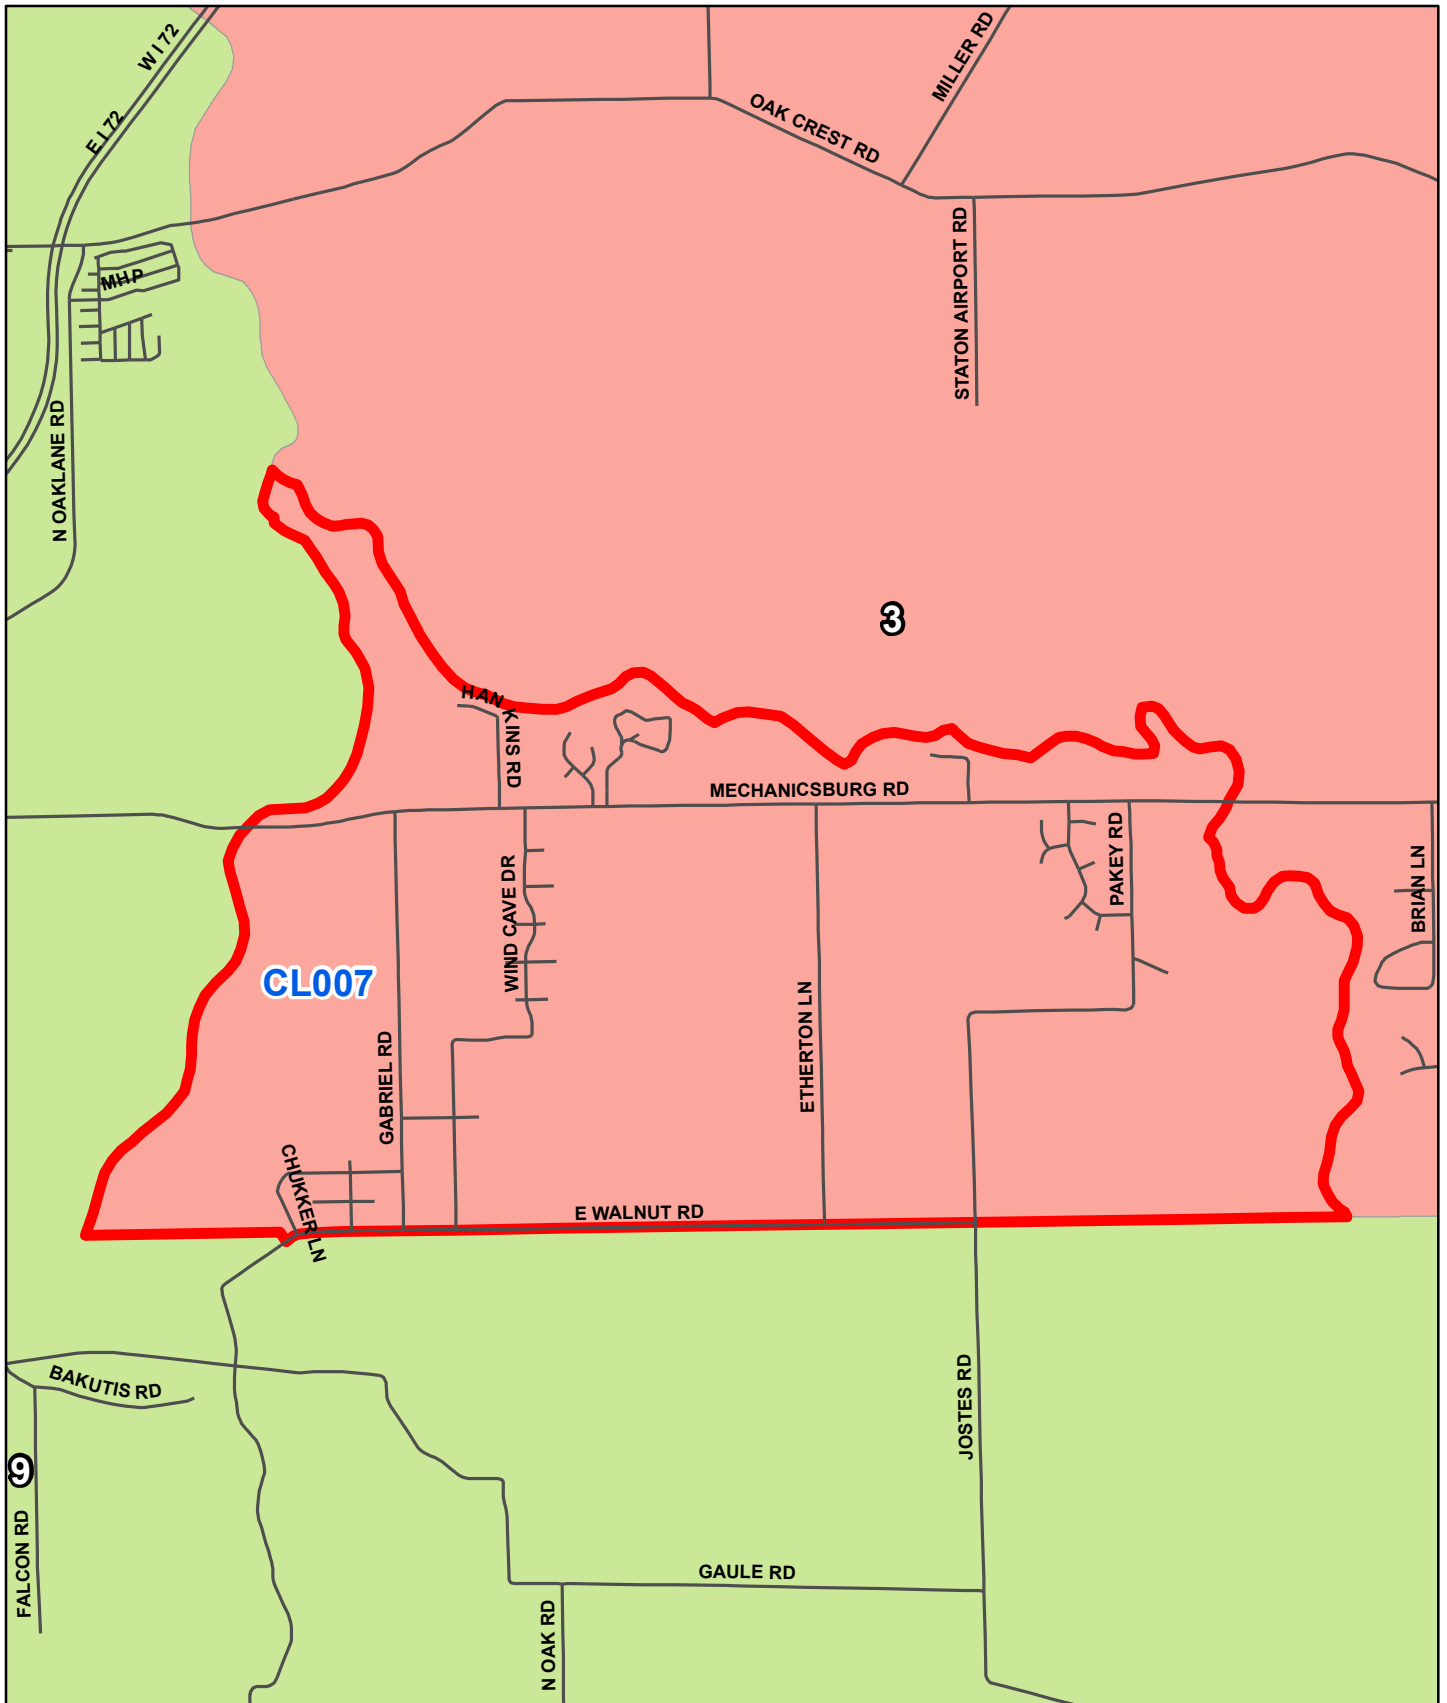 W I 72
MILLER RD
E I 72
OAK CREST RD
STATON AIRPORT RD
MHP
N OAKLANE RD
3
HANKINS RD
MECHANICSBURG RD
PAKEY RD
BRIAN LN
WIND CAVE DR
CL007
ETHERTON LN
GABRIEL RD
CHUKKER LN
E WALNUT RD
BAKUTIS RD
JOSTES RD
9
FALCON RD
GAULE RD
N OAK RD